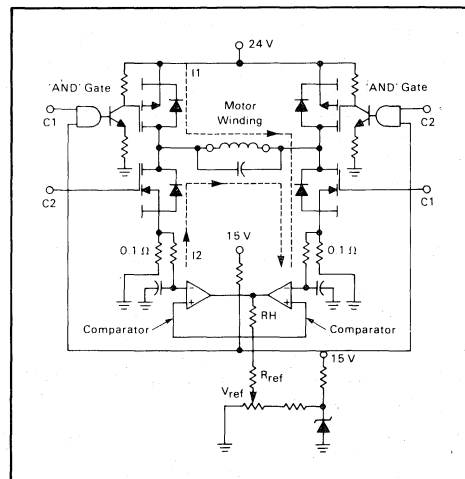 24 V
'AND' Gate
I1
'AND' Gate
C1
Motor
Winding
C2
C2
C1
0.1 Ω
I2
15 V
0.1 Ω
−
+
−
+
RH
Comparator
Comparator
15 V
Rref
Vref